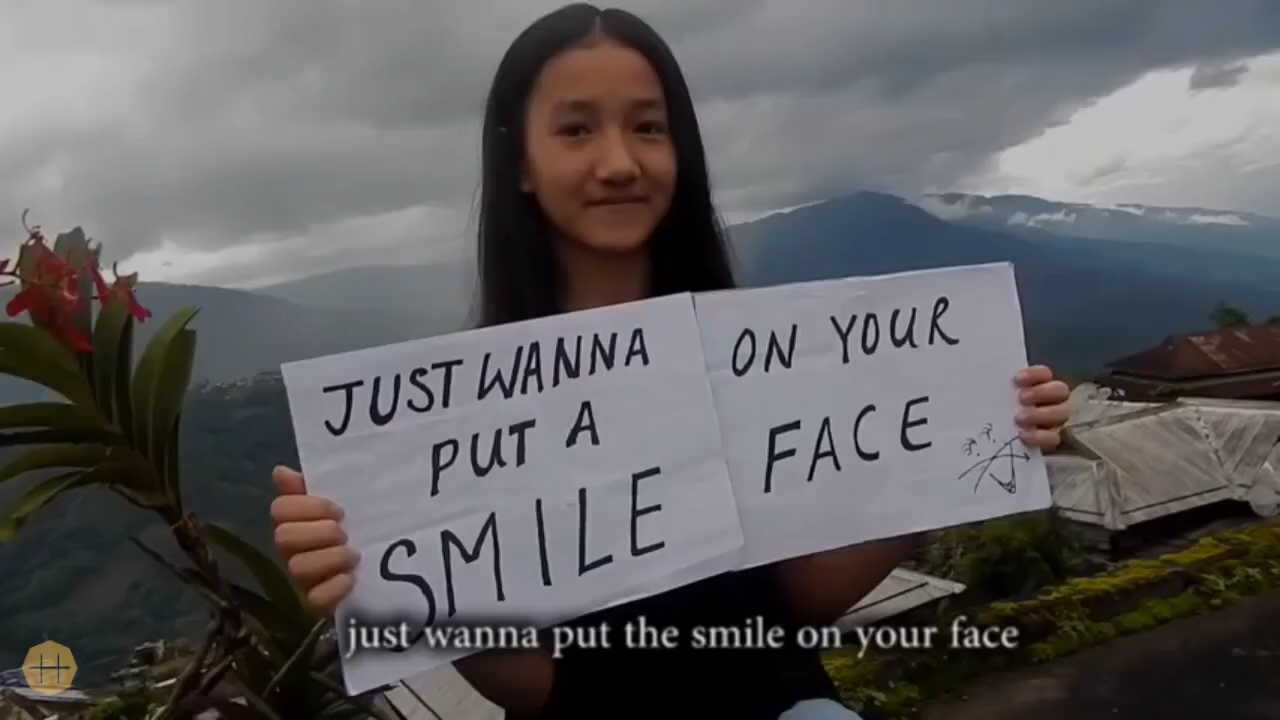 JUST WANNA
PUT A
SMILE
ON YOUR
FACE
just wanna put the smile on your face